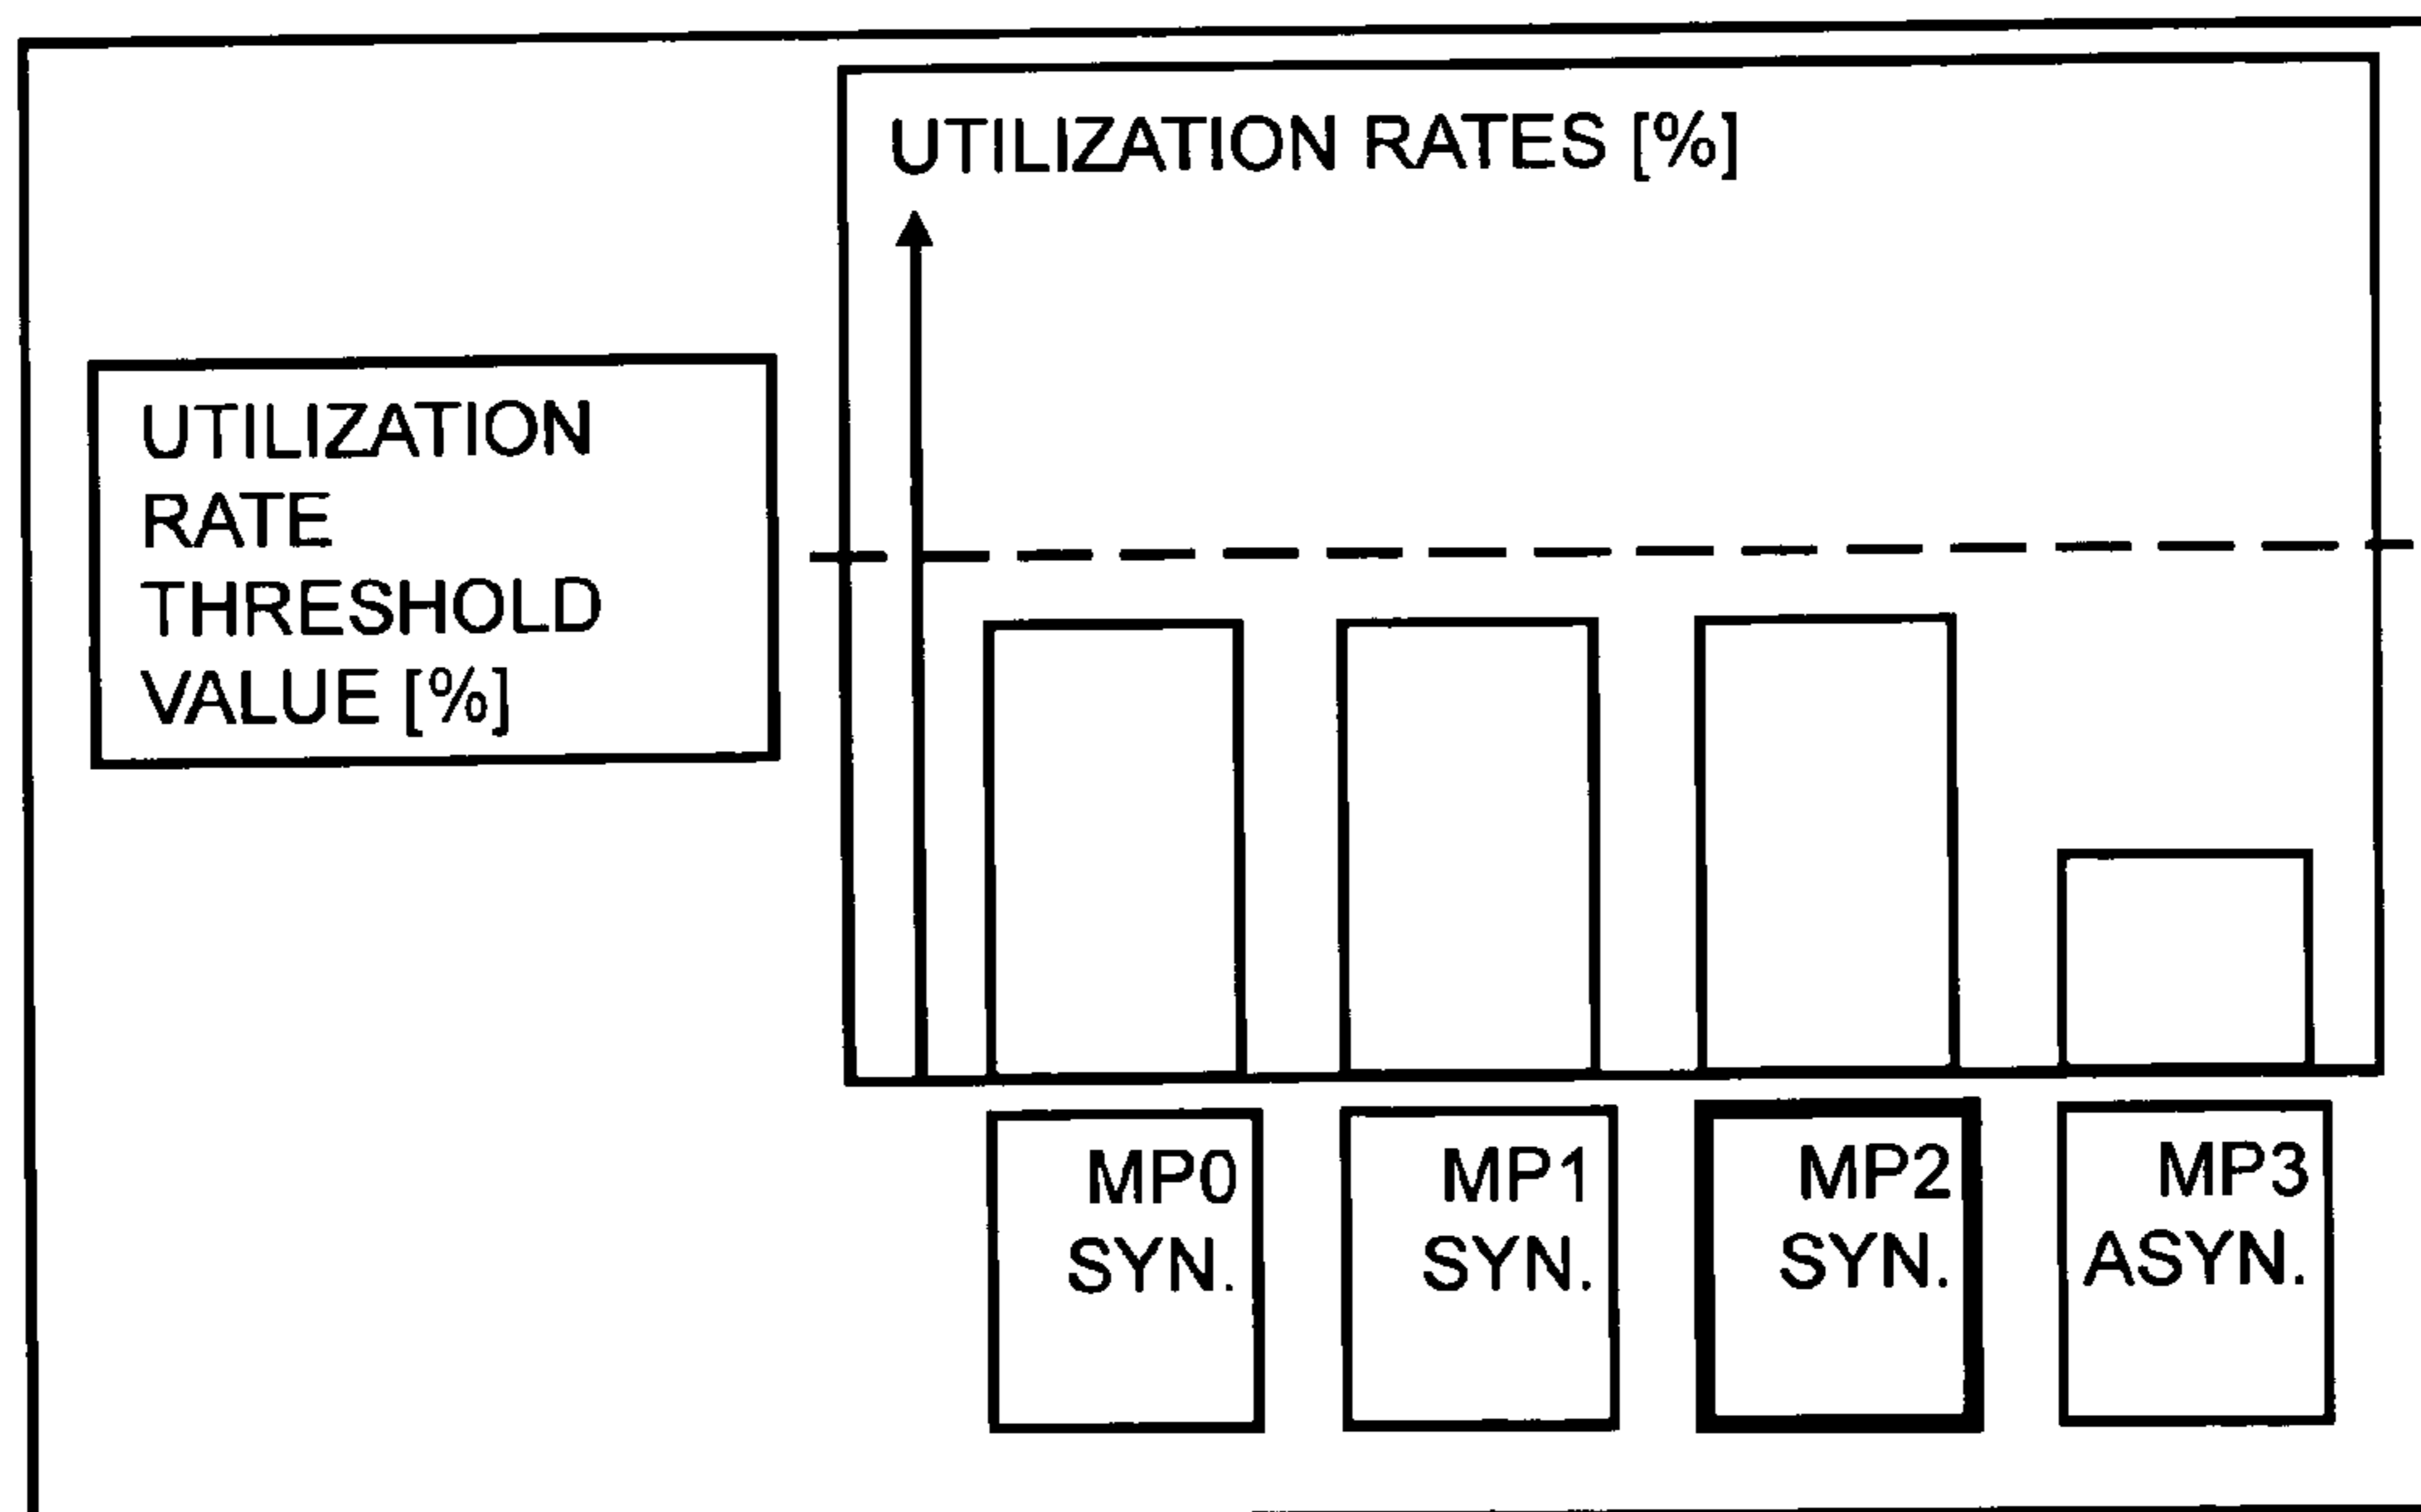 UTILIZATION RATES [%]
UTILIZATION
RATE
THRESHOLD
VALUE [%]
MP0
SYN.
MP1
SYN.
MP2
SYN.
MP3
ASYN.